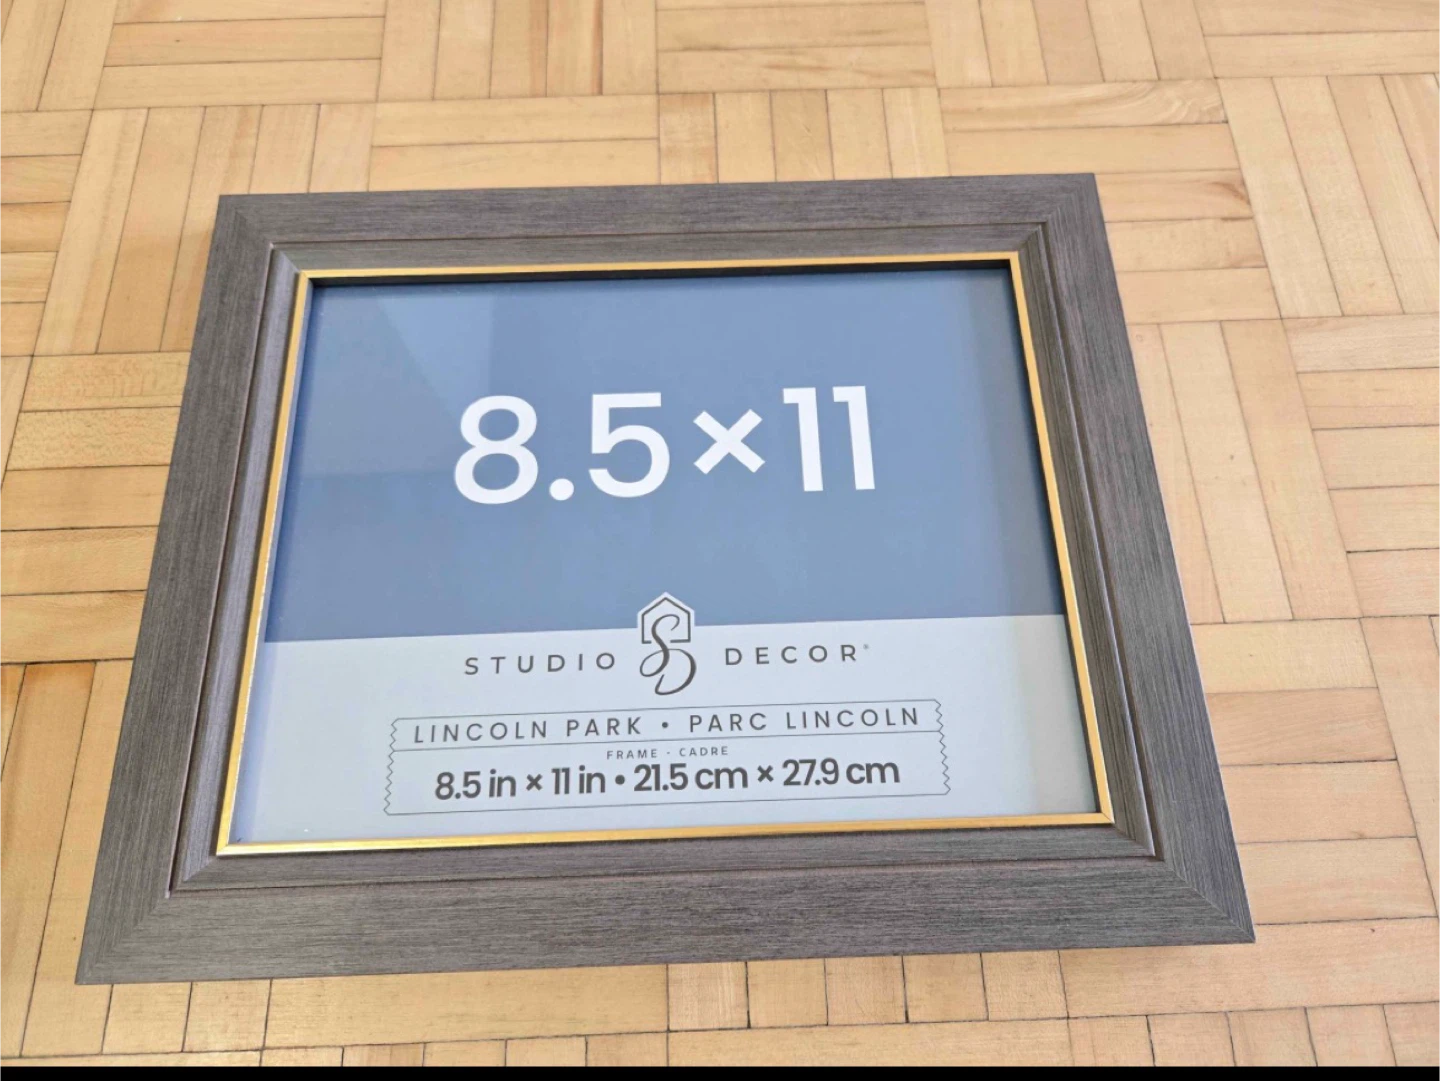 8.5×11
STUDIO SD DECOR®
LINCOLN PARK • PARC LINCOLN
FRAME · CADRE
8.5 in × 11 in • 21.5 cm × 27.9 cm